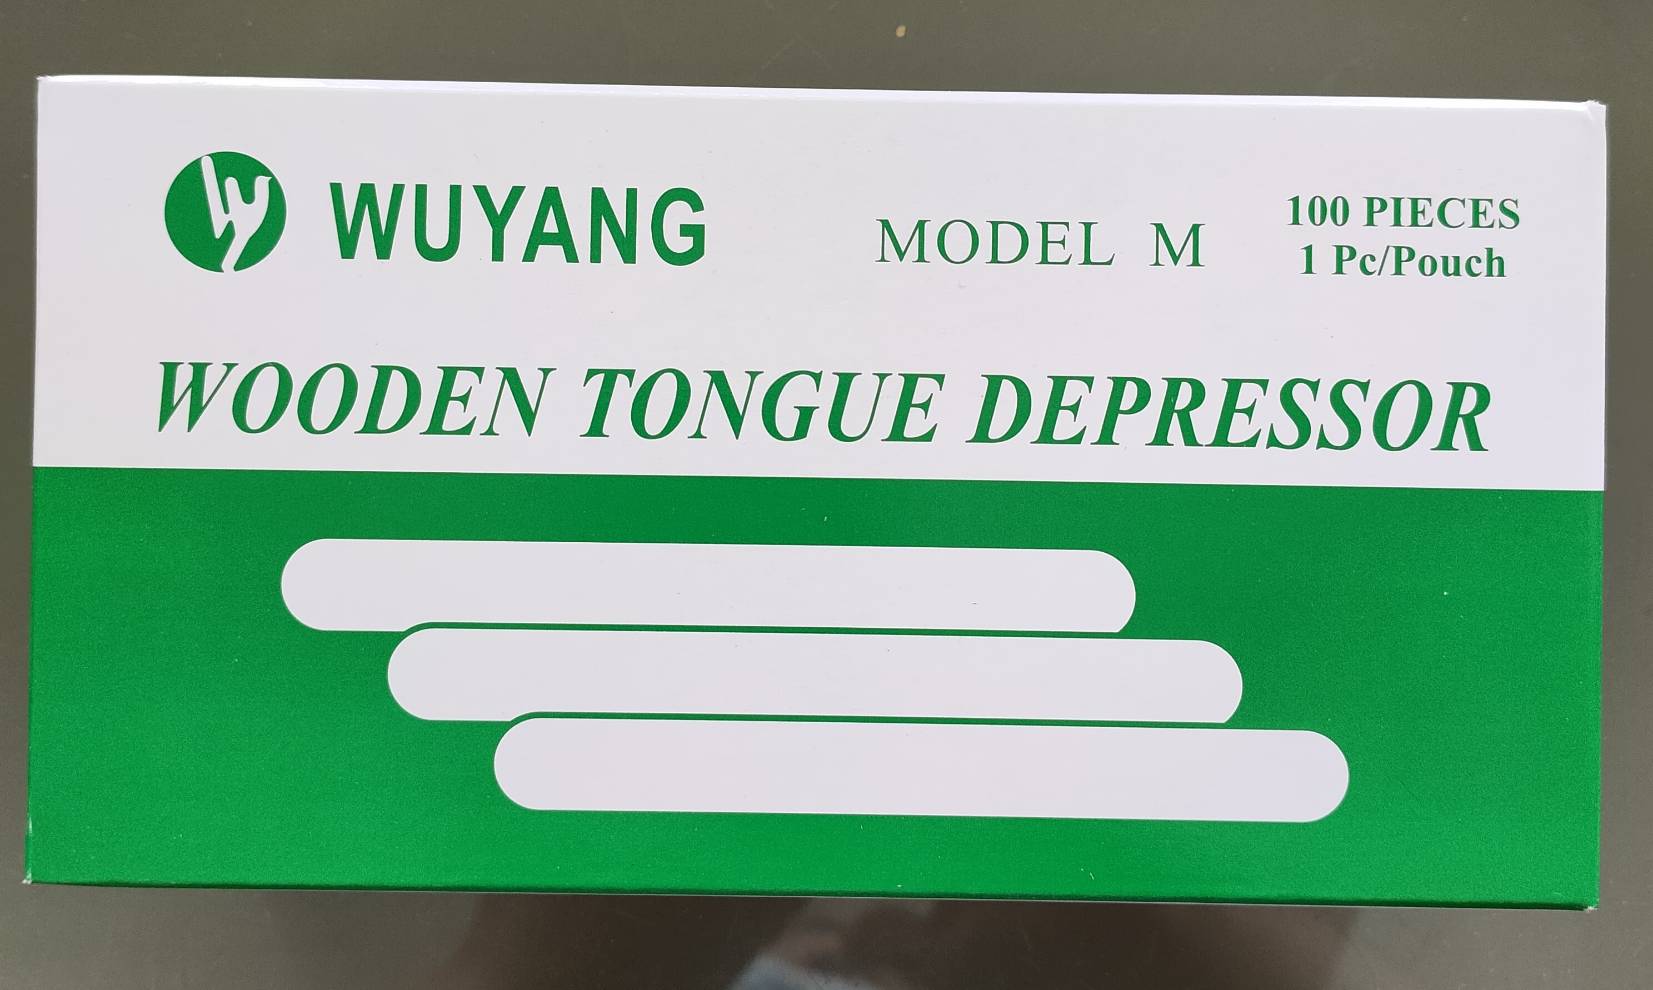 WUYANG
MODEL M
100 PIECES
1 Pc/Pouch
WOODEN TONGUE DEPRESSOR